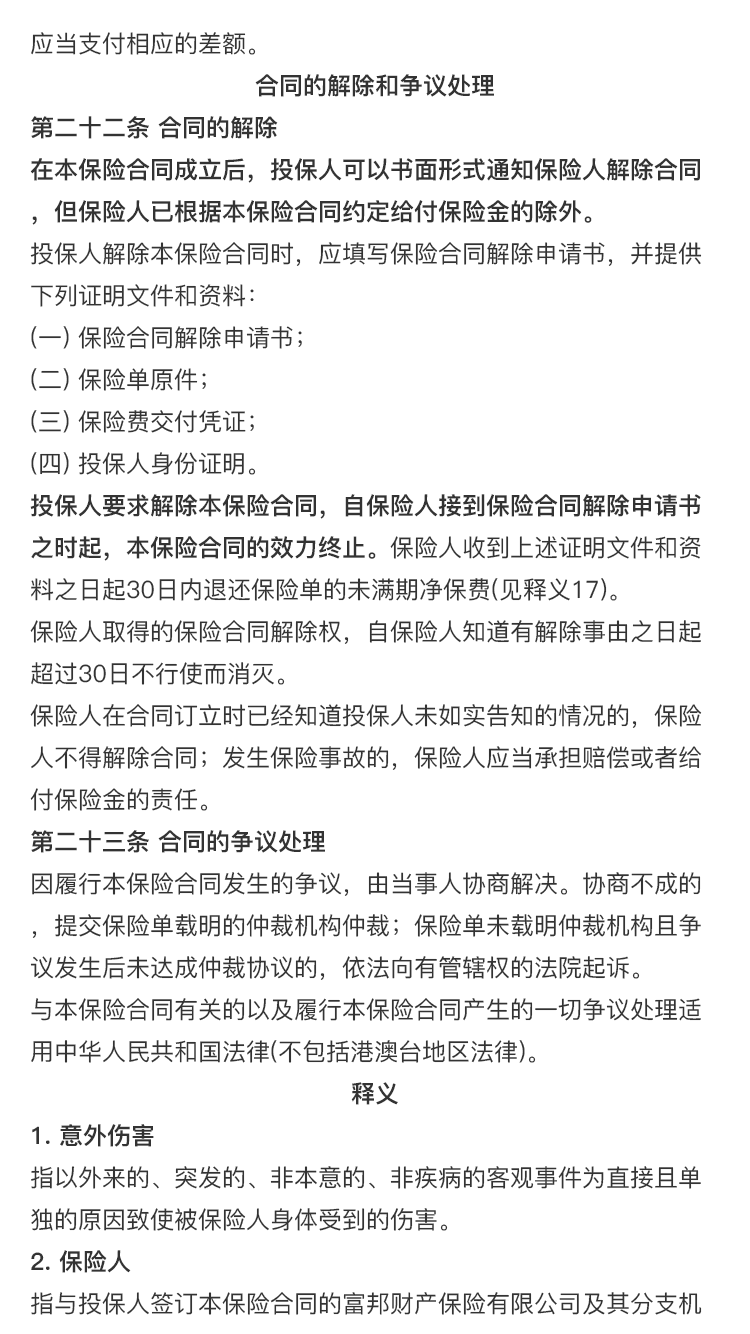 应当支付相应的差额。
合同的解除和争议处理
第二十二条 合同的解除
在本保险合同成立后，投保人可以书面形式通知保险人解除合同
，但保险人已根据本保险合同约定给付保险金的除外。
投保人解除本保险合同时，应填写保险合同解除申请书，并提供
下列证明文件和资料：
(一) 保险合同解除申请书；
(二) 保险单原件；
(三) 保险费交付凭证；
(四) 投保人身份证明。
投保人要求解除本保险合同，自保险人接到保险合同解除申请书
之时起，本保险合同的效力终止。保险人收到上述证明文件和资
料之日起30日内退还保险单的未满期净保费(见释义17)。
保险人取得的保险合同解除权，自保险人知道有解除事由之日起
超过30日不行使而消灭。
保险人在合同订立时已经知道投保人未如实告知的情况的，保险
人不得解除合同；发生保险事故的，保险人应当承担赔偿或者给
付保险金的责任。
第二十三条 合同的争议处理
因履行本保险合同发生的争议，由当事人协商解决。协商不成的
，提交保险单载明的仲裁机构仲裁；保险单未载明仲裁机构且争
议发生后未达成仲裁协议的，依法向有管辖权的法院起诉。
与本保险合同有关的以及履行本保险合同产生的一切争议处理适
用中华人民共和国法律(不包括港澳台地区法律)。
释义
1. 意外伤害
指以外来的、突发的、非本意的、非疾病的客观事件为直接且单
独的原因致使被保险人身体受到的伤害。
2. 保险人
指与投保人签订本保险合同的富邦财产保险有限公司及其分支机